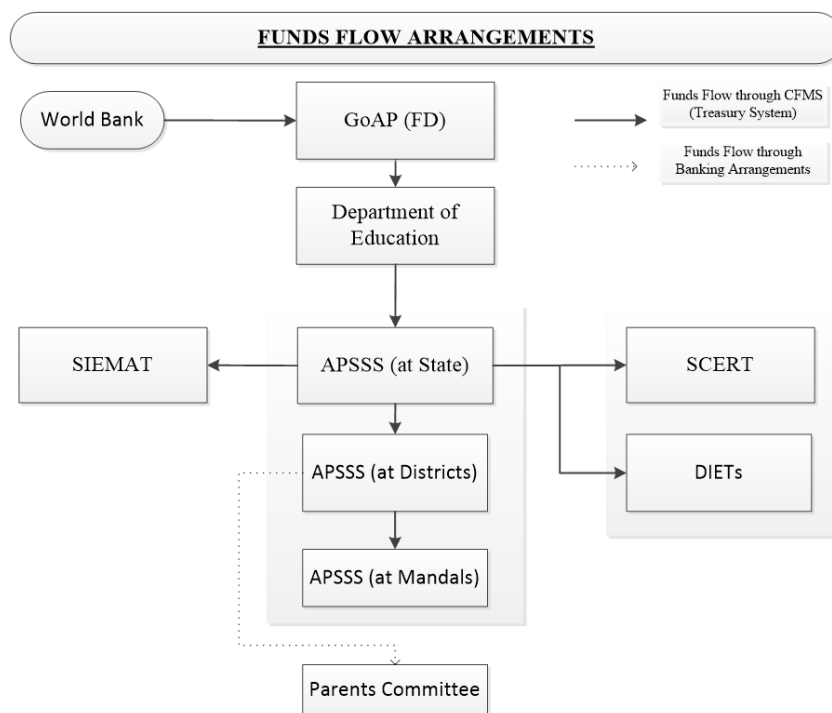 FUNDS FLOW ARRANGEMENTS
World Bank
GoAP (FD)
Funds Flow through CFMS
(Treasury System)
Funds Flow through
Banking Arrangements
Department of
Education
SIEMAT
APSSS (at State)
SCERT
APSSS (at Districts)
DIETs
APSSS (at Mandals)
Parents Committee